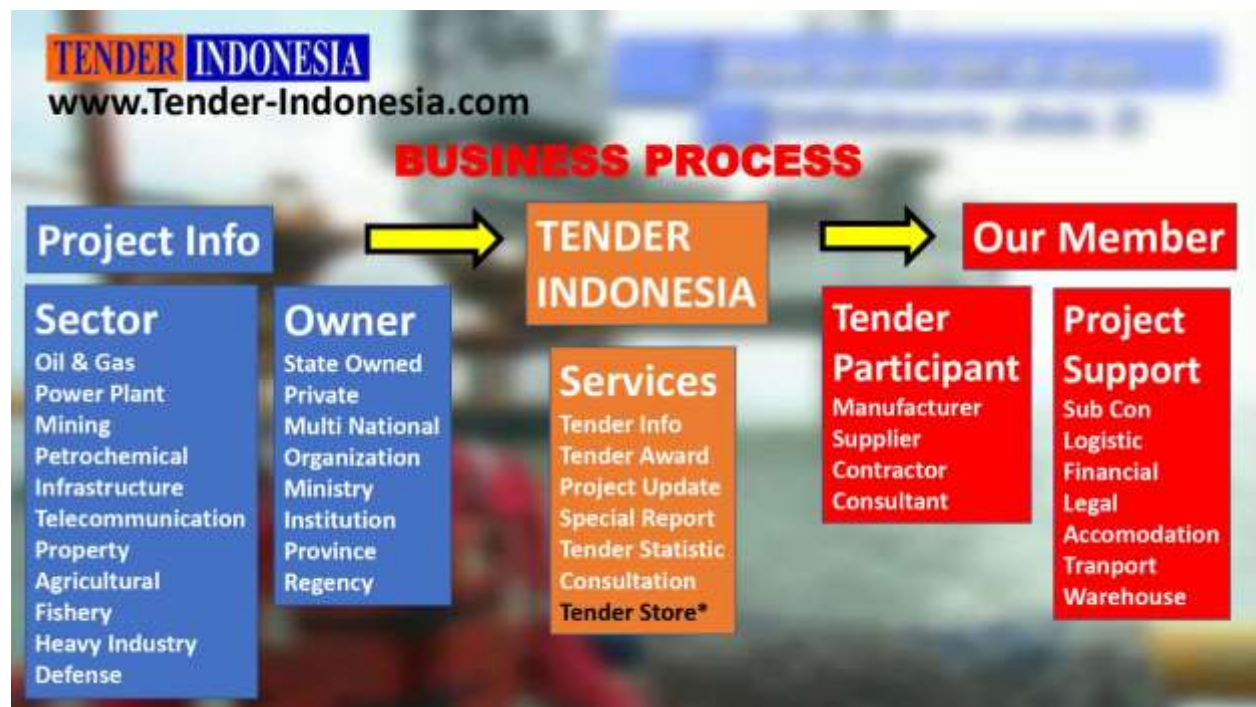 TENDER INDONESIA
www.Tender-Indonesia.com
BUSINESS PROCESS
Project Info
Sector
Oil & Gas
Power Plant
Mining
Petrochemical
Infrastructure
Telecommunication
Property
Agricultural
Fishery
Heavy Industry
Defense
Owner
State Owned
Private
Multi National
Organization
Ministry
Institution
Province
Regency
TENDER
INDONESIA
Services
Tender Info
Tender Award
Project Update
Special Report
Tender Statistic
Consultation
Tender Store*
Our Member
Tender
Participant
Manufacturer
Supplier
Contractor
Consultant
Project
Support
Sub Con
Logistic
Financial
Legal
Accomodation
Tranport
Warehouse